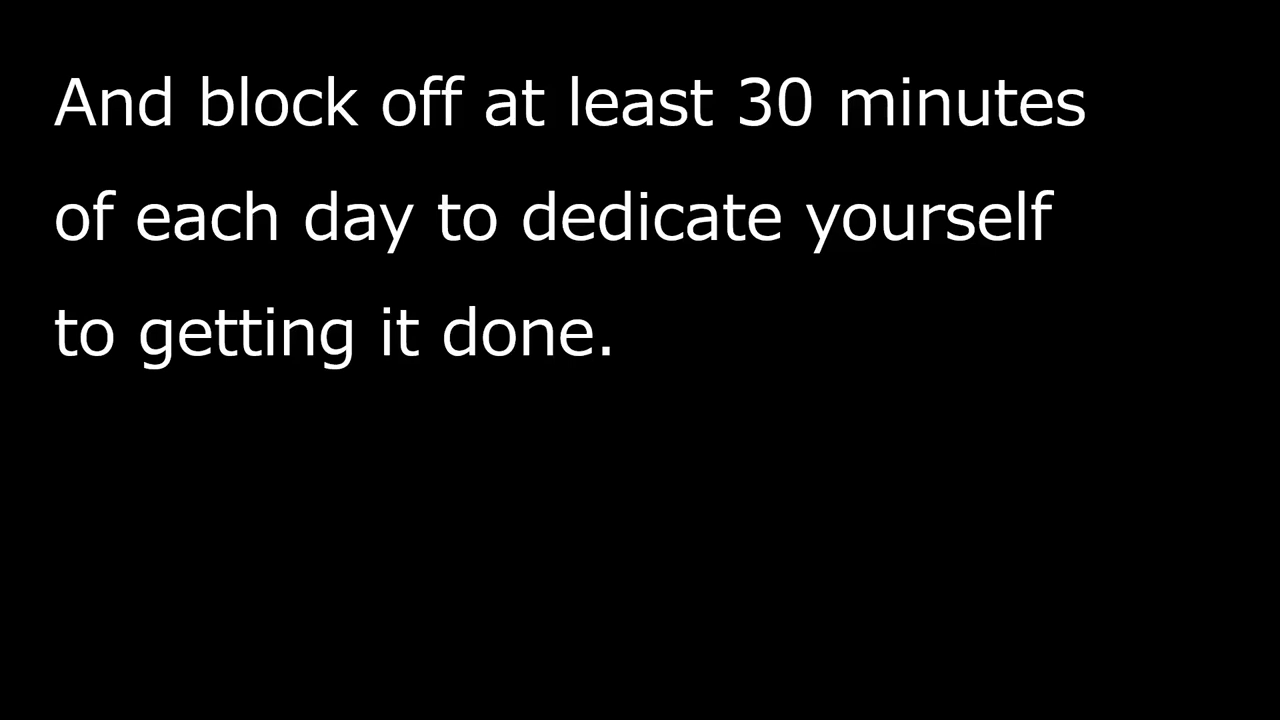 And block off at least 30 minutes
of each day to dedicate yourself
to getting it done.